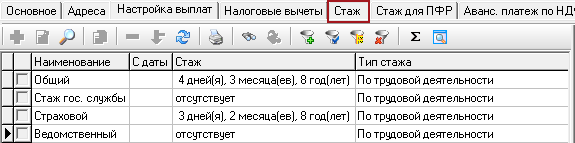 Основное Адреса Настройка выплат Налоговые вычеты Стаж Стаж для ПФР Аванс. платеж по НД
Наименование С даты Стаж Тип стажа
Общий 4 дней(я), 3 месяца(ев), 8 год(лет) По трудовой деятельности
Стаж гос. службы отсутствует По трудовой деятельности
Страховой 3 дней(я), 2 месяца(ев), 8 год(лет) По трудовой деятельности
Ведомственный отсутствует По трудовой деятельности